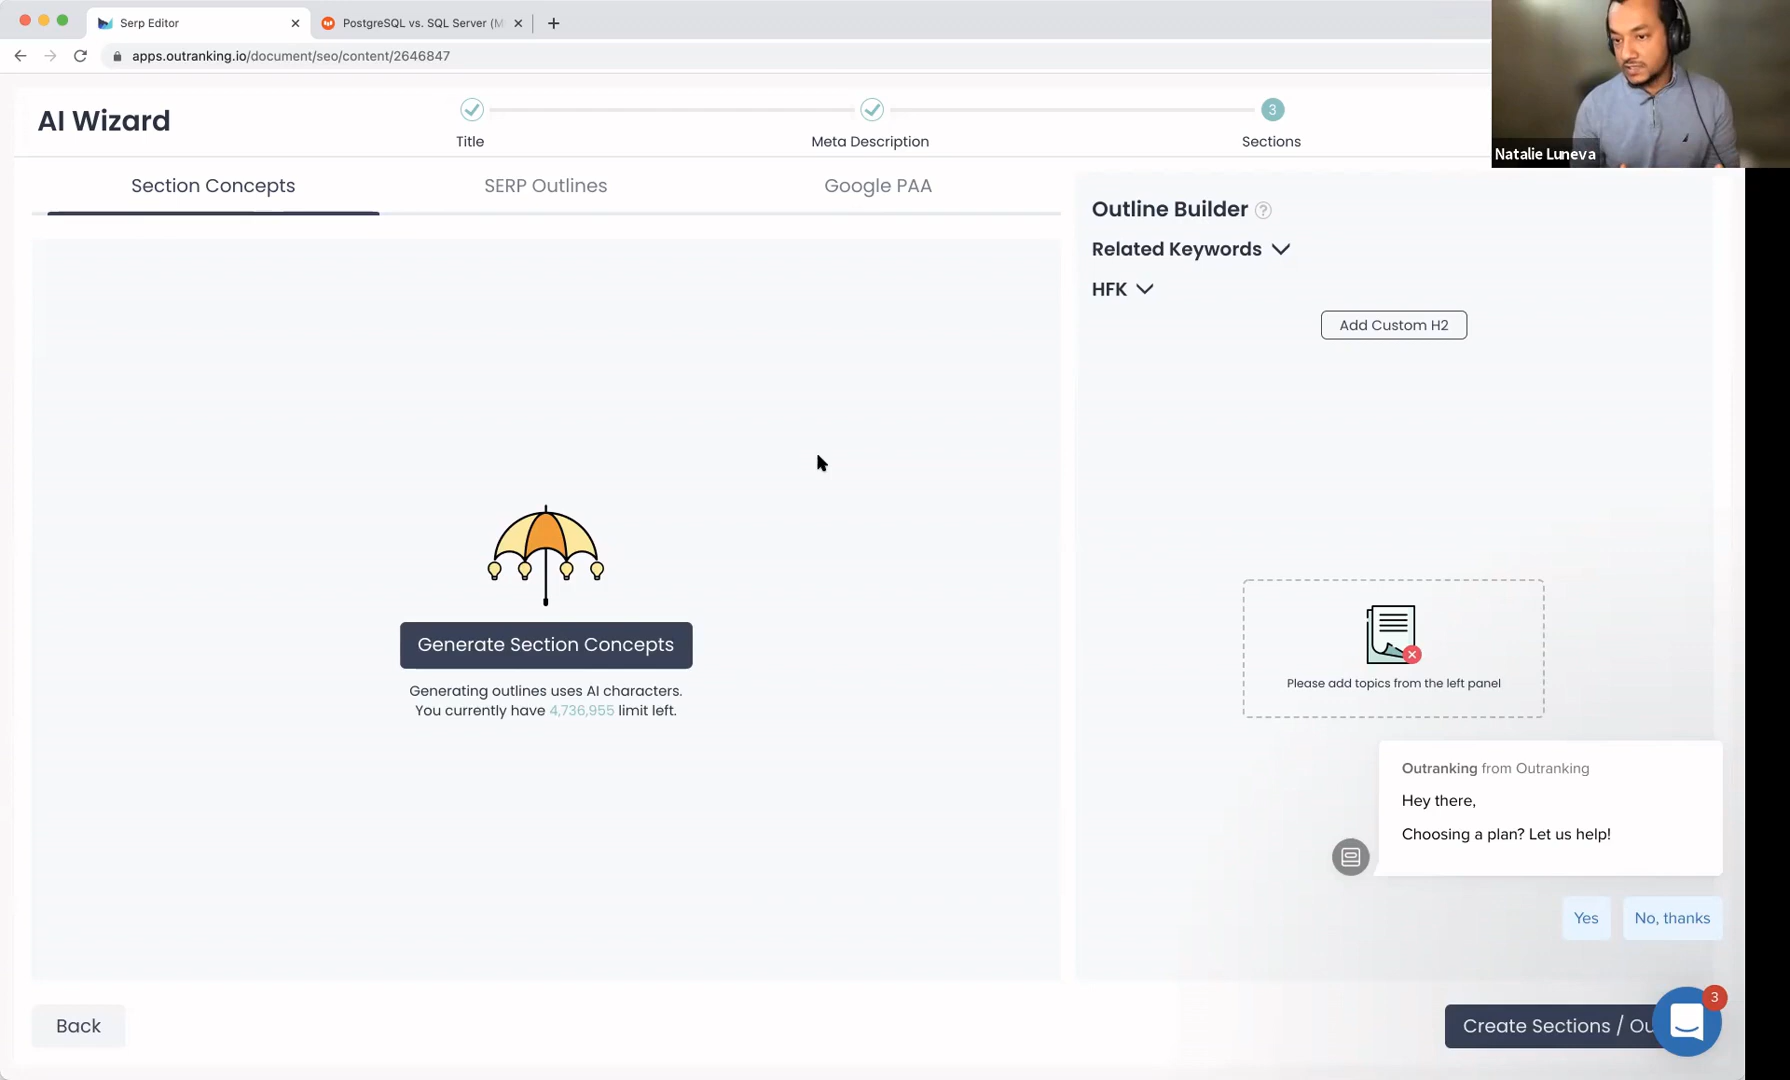 Serp Editor
PostgreSQL vs. SQL Server (M
apps.outranking.io/document/seo/content/2646847
Natalie Luneva
AI Wizard
Title
Meta Description
3
Sections
Section Concepts
SERP Outlines
Google PAA
Outline Builder ?
Related Keywords
HFK
Add Custom H2
Generate Section Concepts
Generating outlines uses AI characters.
You currently have 4,736,955 limit left.
Please add topics from the left panel
Outranking from Outranking
Hey there,
Choosing a plan? Let us help!
Yes
No, thanks
Back
Create Sections / Ou
3